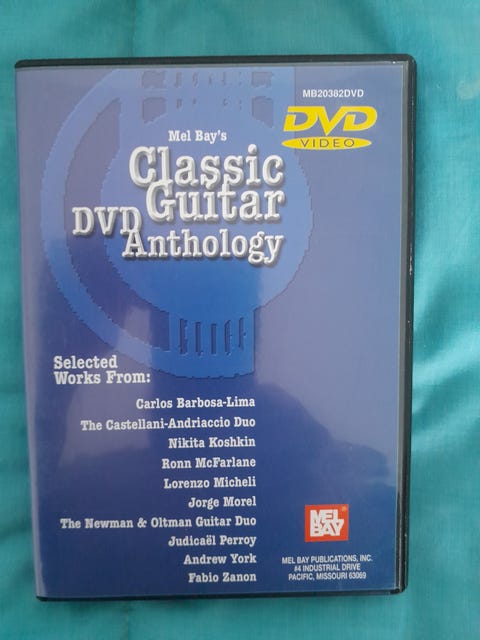 MB20382DVD
DVD
VIDEO
Mel Bay's
Classic
Guitar
DVD
Anthology
Selected
Works From:
Carlos Barbosa-Lima
The Castellani-Andriaccio Duo
Nikita Koshkin
Ronn McFarlane
Lorenzo Micheli
Jorge Morel
The Newman & Oltman Guitar Duo
Judicaël Perroy
Andrew York
Fabio Zanon
MEL
BAY
®
MEL BAY PUBLICATIONS, INC.
#4 INDUSTRIAL DRIVE
PACIFIC, MISSOURI 63069